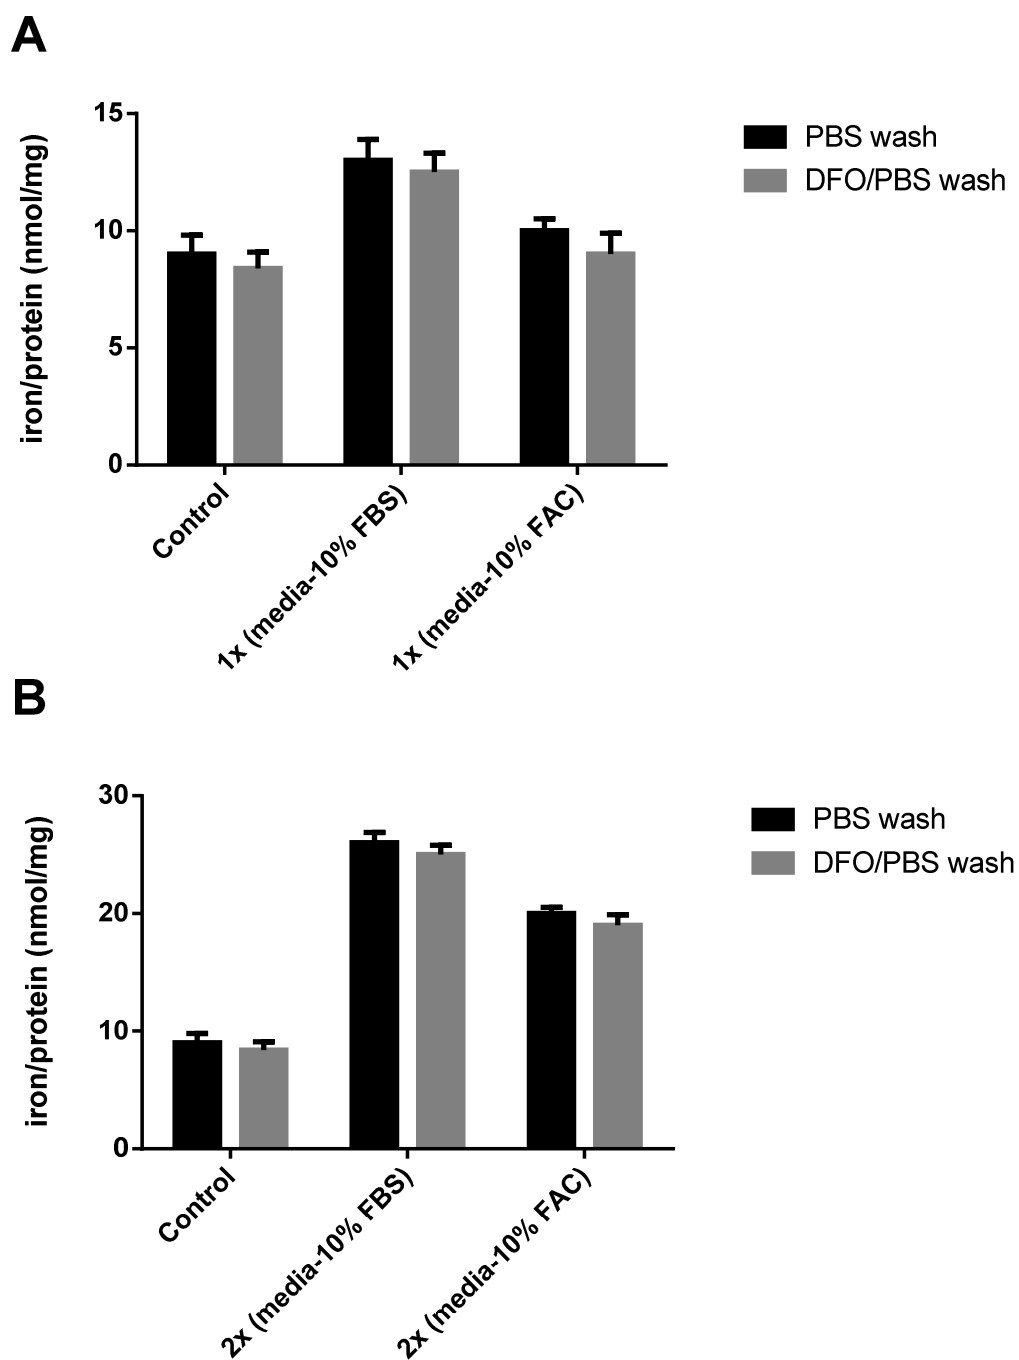 A
iron/protein (nmol/mg)
15
10
5
0
Control
1x (media-10% FBS)
1x (media-10% FAC)
PBS wash
DFO/PBS wash
B
iron/protein (nmol/mg)
30
20
10
0
Control
2x (media-10% FBS)
2x (media-10% FAC)
PBS wash
DFO/PBS wash